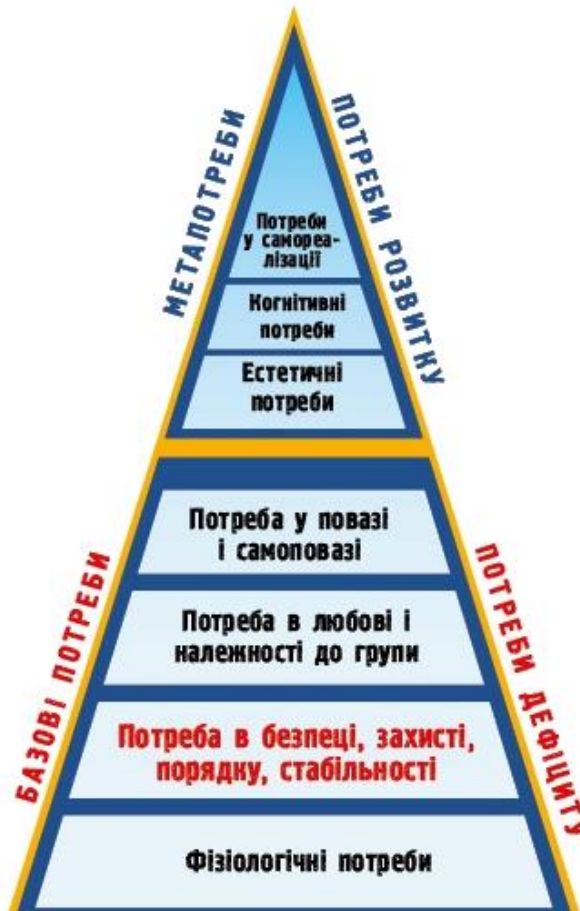 МЕТАПОТРЕБИ
ПОТРЕБИ РОЗВИТКУ
Потреби
у самореа-
лізації
Когнітивні
потреби
Естетичні
потреби
БАЗОВІ ПОТРЕБИ
ПОТРЕБИ ДЕФІЦИТУ
Потреба у повазі
і самоповазі
Потреба в любові і
належності до групи
Потреба в безпеці, захисті,
порядку, стабільності
Фізіологічні потреби